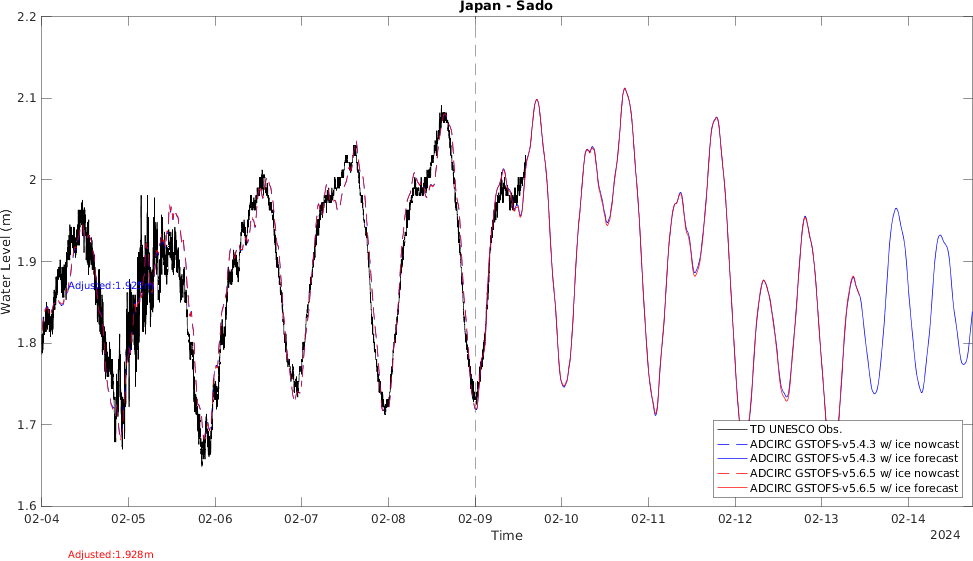 Japan - Sado
2.2
2.1
2
1.9
1.8
1.7
1.6
Water Level (m)
Adjusted:1.92
TD UNESCO Obs.
ADCIRC GSTOFS-v5.4.3 w/ ice nowcast
ADCIRC GSTOFS-v5.4.3 w/ ice forecast
ADCIRC GSTOFS-v5.6.5 w/ ice nowcast
ADCIRC GSTOFS-v5.6.5 w/ ice forecast
02-04 02-05 02-06 02-07 02-08 02-09 02-10 02-11 02-12 02-13 02-14
Time
2024
Adjusted:1.928m